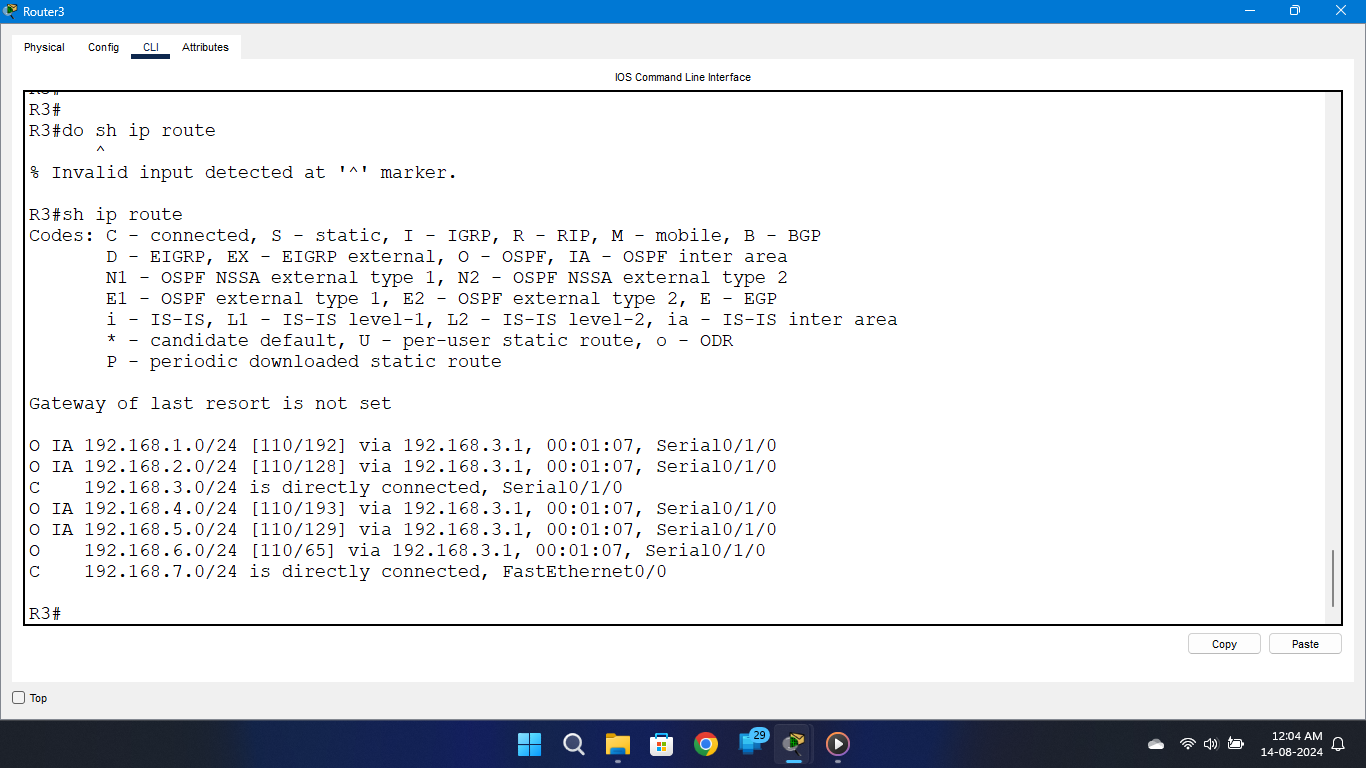 Router3
Physical Config CLI Attributes
IOS Command Line Interface
R3#
R3#do sh ip route
^
% Invalid input detected at '^' marker.
R3#sh ip route
Codes: C - connected, S - static, I - IGRP, R - RIP, M - mobile, B - BGP
D - EIGRP, EX - EIGRP external, O - OSPF, IA - OSPF inter area
N1 - OSPF NSSA external type 1, N2 - OSPF NSSA external type 2
E1 - OSPF external type 1, E2 - OSPF external type 2, E - EGP
i - IS-IS, L1 - IS-IS level-1, L2 - IS-IS level-2, ia - IS-IS inter area
* - candidate default, U - per-user static route, o - ODR
P - periodic downloaded static route
Gateway of last resort is not set
O IA 192.168.1.0/24 [110/192] via 192.168.3.1, 00:01:07, Serial0/1/0
O IA 192.168.2.0/24 [110/128] via 192.168.3.1, 00:01:07, Serial0/1/0
C 192.168.3.0/24 is directly connected, Serial0/1/0
O IA 192.168.4.0/24 [110/193] via 192.168.3.1, 00:01:07, Serial0/1/0
O IA 192.168.5.0/24 [110/129] via 192.168.3.1, 00:01:07, Serial0/1/0
O 192.168.6.0/24 [110/65] via 192.168.3.1, 00:01:07, Serial0/1/0
C 192.168.7.0/24 is directly connected, FastEthernet0/0
R3#
Copy Paste
Top
29
12:04 AM
14-08-2024